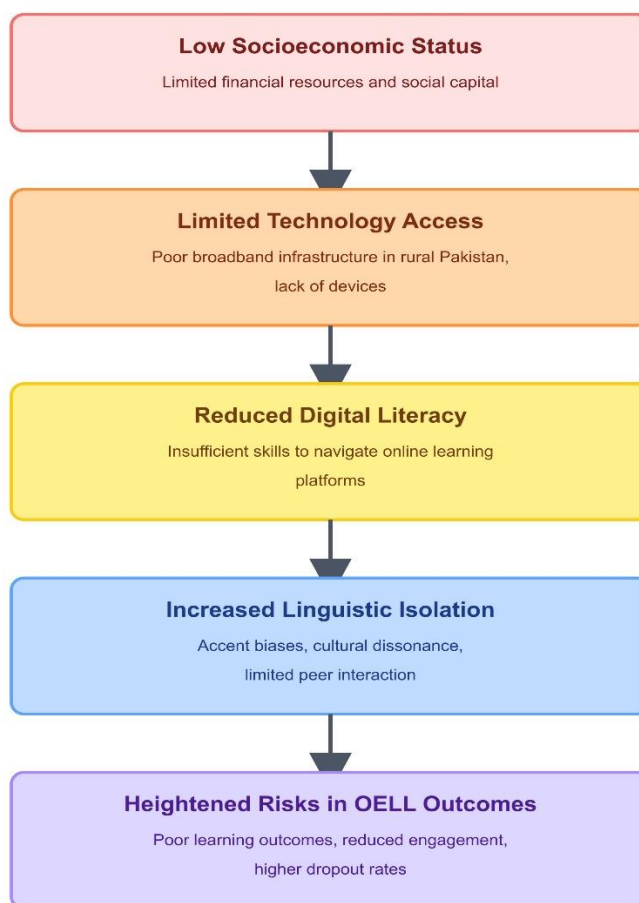 Low Socioeconomic Status
Limited financial resources and social capital
Limited Technology Access
Poor broadband infrastructure in rural Pakistan,
lack of devices
Reduced Digital Literacy
Insufficient skills to navigate online learning
platforms
Increased Linguistic Isolation
Accent biases, cultural dissonance,
limited peer interaction
Heightened Risks in OELL Outcomes
Poor learning outcomes, reduced engagement,
higher dropout rates